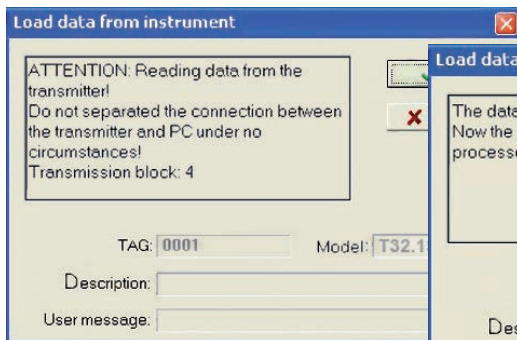 Load data from instrument
ATTENTION: Reading data from the
transmitter!
Do not separated the connection between
the transmitter and PC under no
circumstances!
Transmission block: 4
TAG: 0001 Model: T32.1
Description:
User message:
Load data
The data
Now the